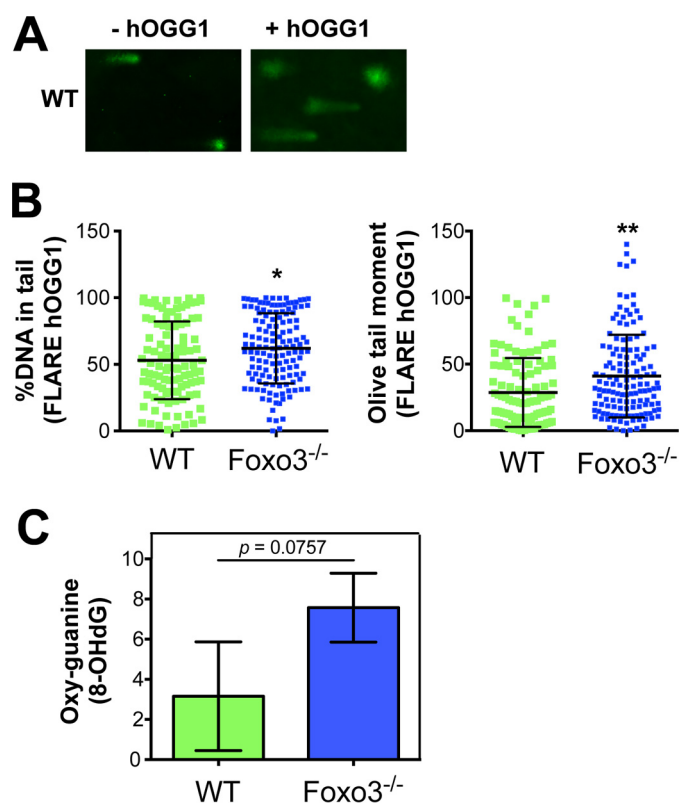 A
- hOGG1
+ hOGG1
WT
B
%DNA in tail
(FLARE hOGG1)
150
100
50
0
*
WT
Foxo3-/-
Olive tail moment
(FLARE hOGG1)
150
100
50
0
**
WT
Foxo3-/-
C
Oxy-guanine
(8-OHdG)
10
8
6
4
2
0
p = 0.0757
WT
Foxo3-/-